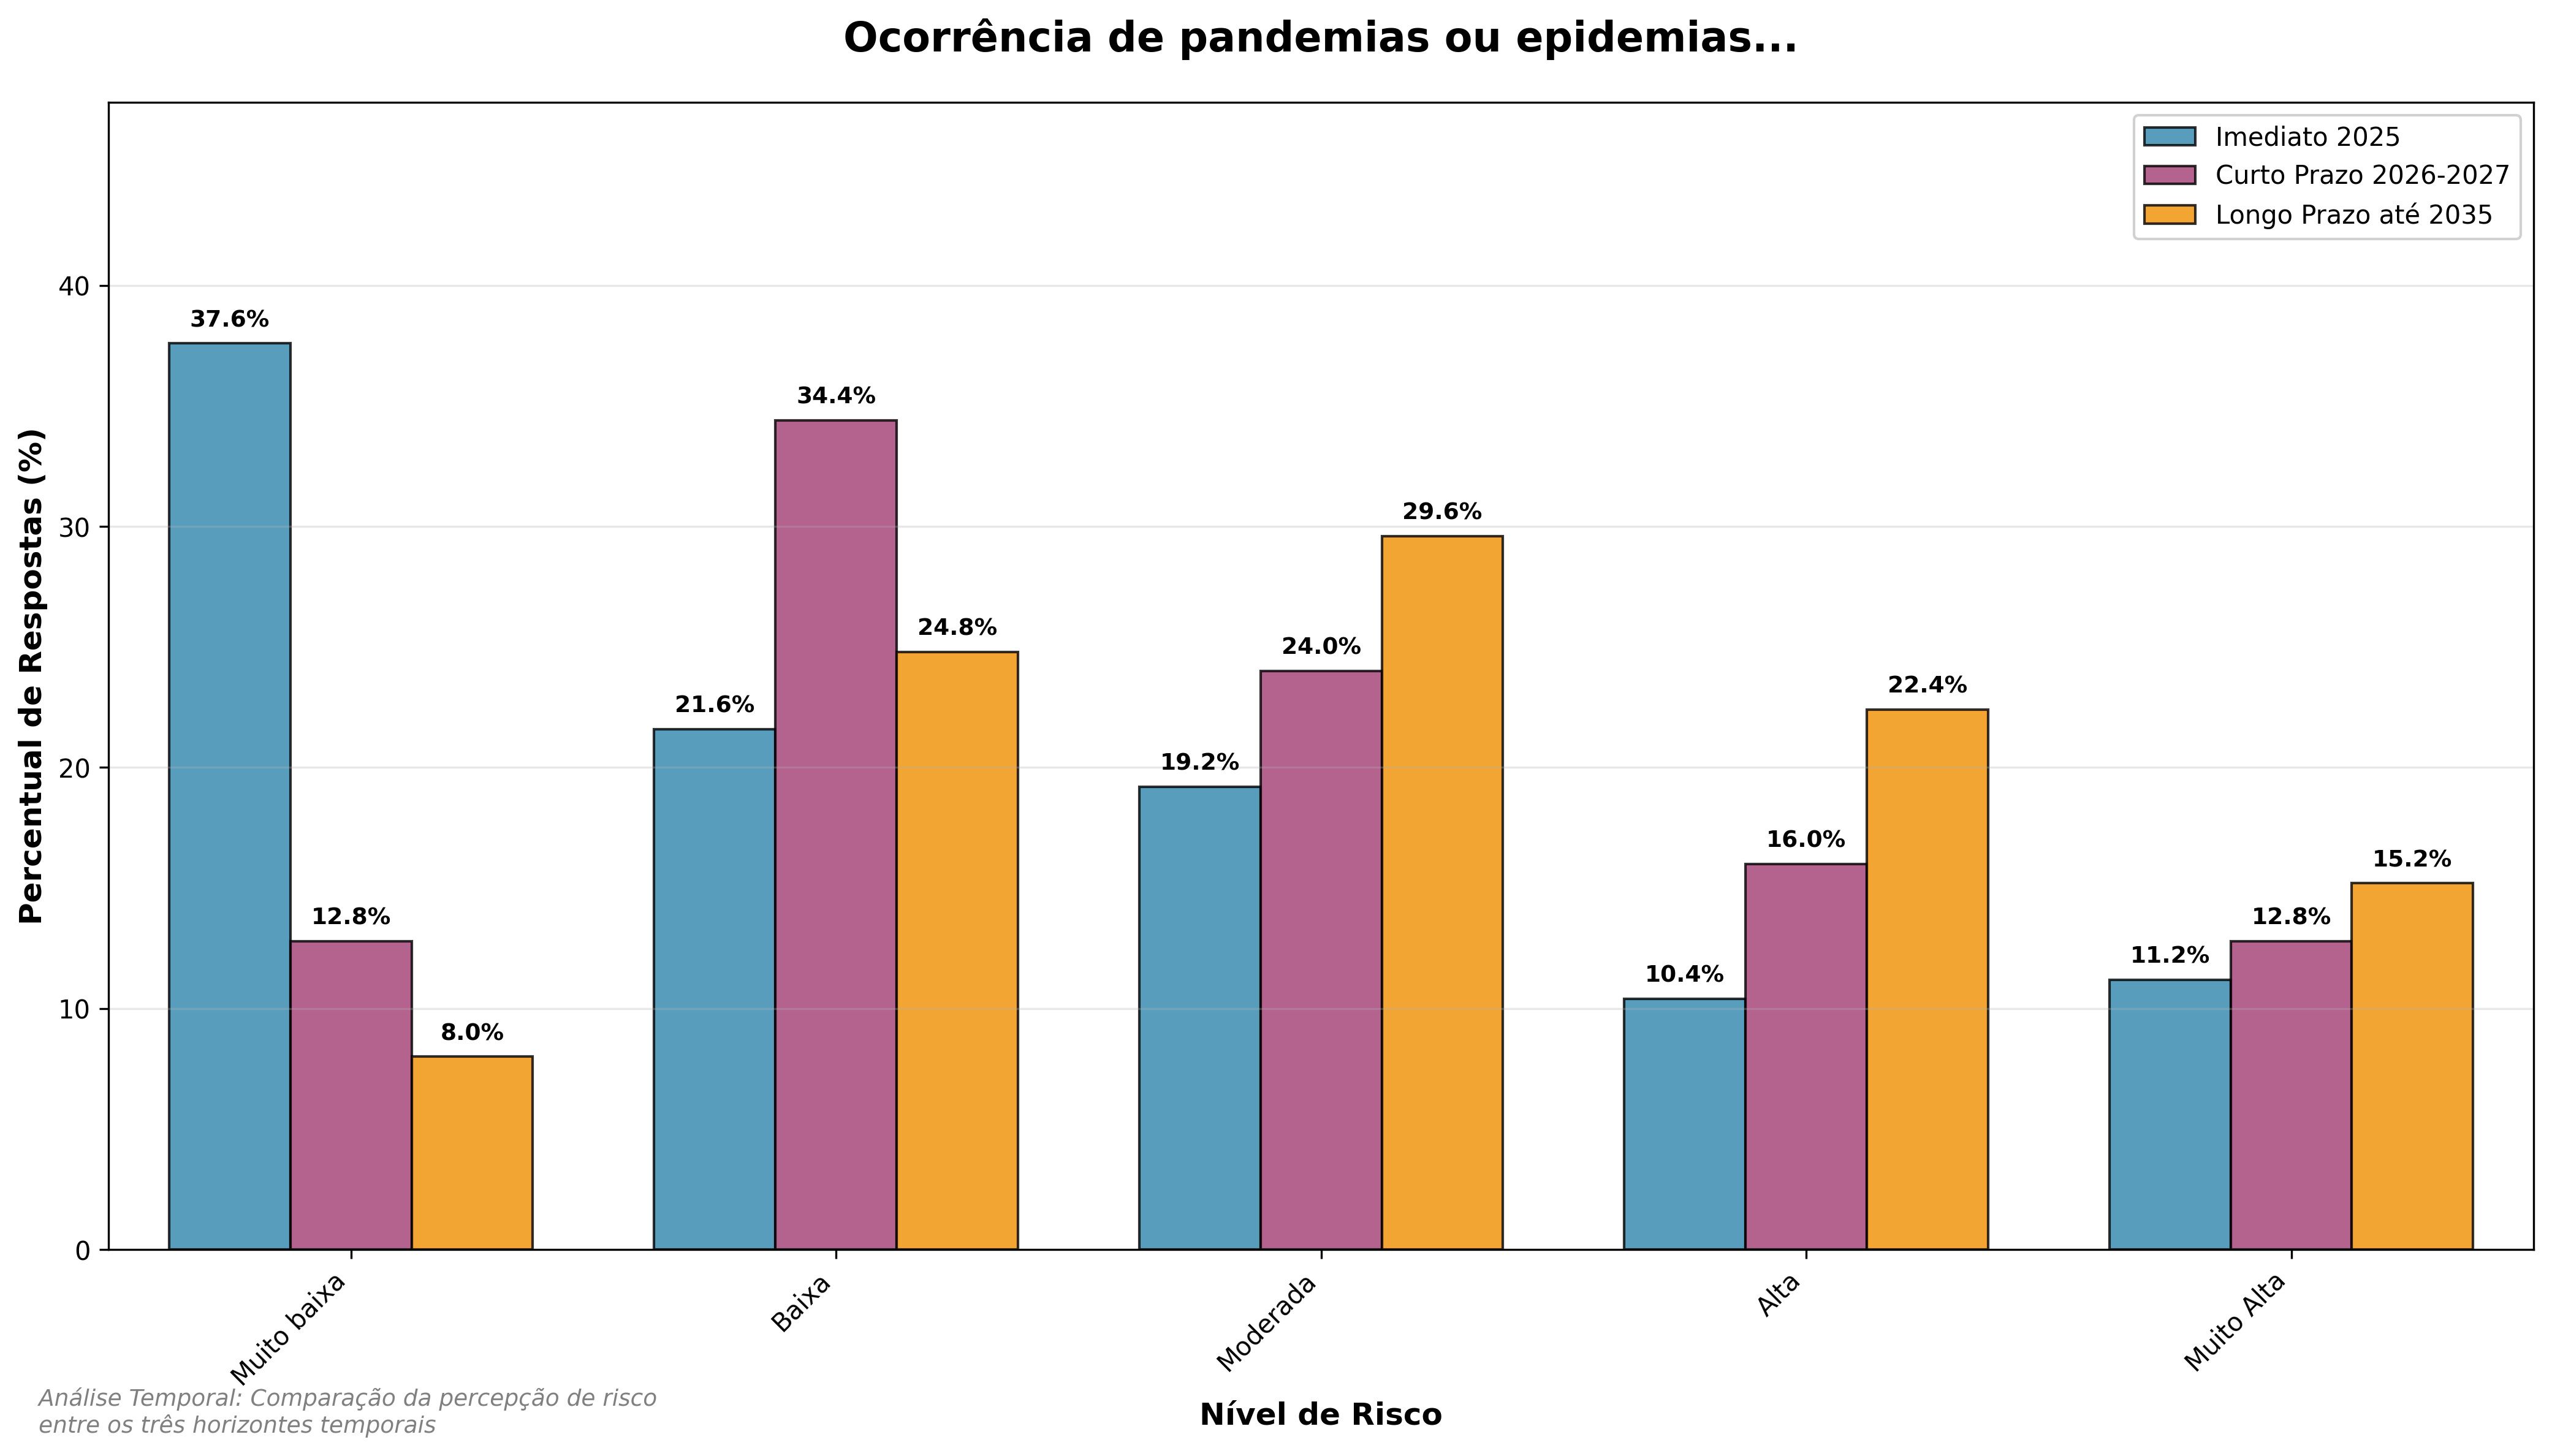 Ocorrência de pandemias ou epidemias...
Imediato 2025
Curto Prazo 2026-2027
Longo Prazo até 2035
Percentual de Respostas (%)
40
30
20
10
0
37.6%
12.8%
8.0%
21.6%
34.4%
24.8%
19.2%
24.0%
29.6%
10.4%
16.0%
22.4%
11.2%
12.8%
15.2%
Muito baixa
Baixa
Moderada
Alta
Muito Alta
Nível de Risco
Análise Temporal: Comparação da percepção de risco
entre os três horizontes temporais